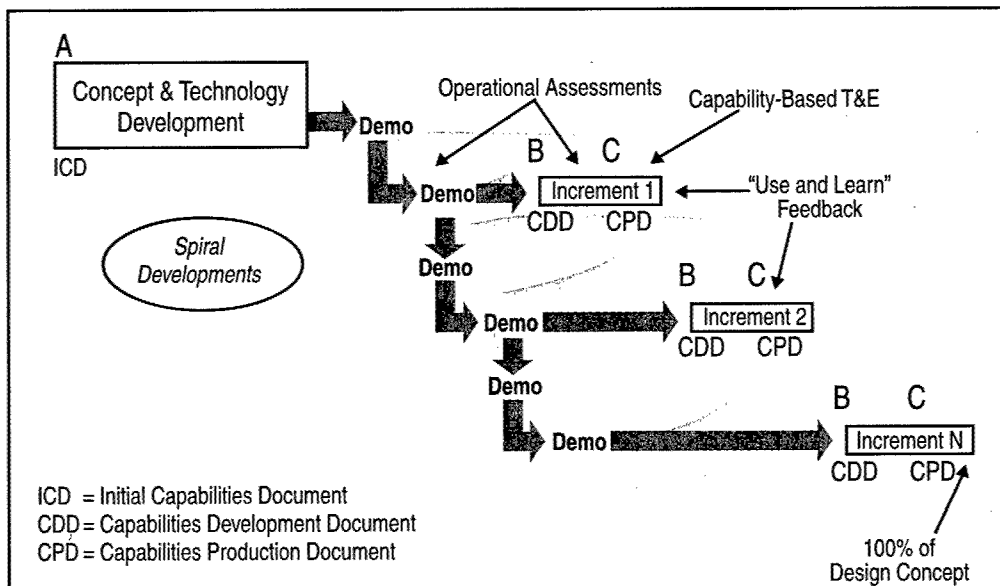 A
Concept & Technology
Development
ICD
Demo
Operational Assessments
Capability-Based T&E
B C
Demo
Increment 1
CDD CPD
"Use and Learn"
Feedback
Spiral
Developments
Demo
B C
Demo
Increment 2
CDD CPD
Demo
B C
Demo
Increment N
CDD CPD
ICD = Initial Capabilities Document
CDD = Capabilities Development Document
CPD = Capabilities Production Document
100% of
Design Concept